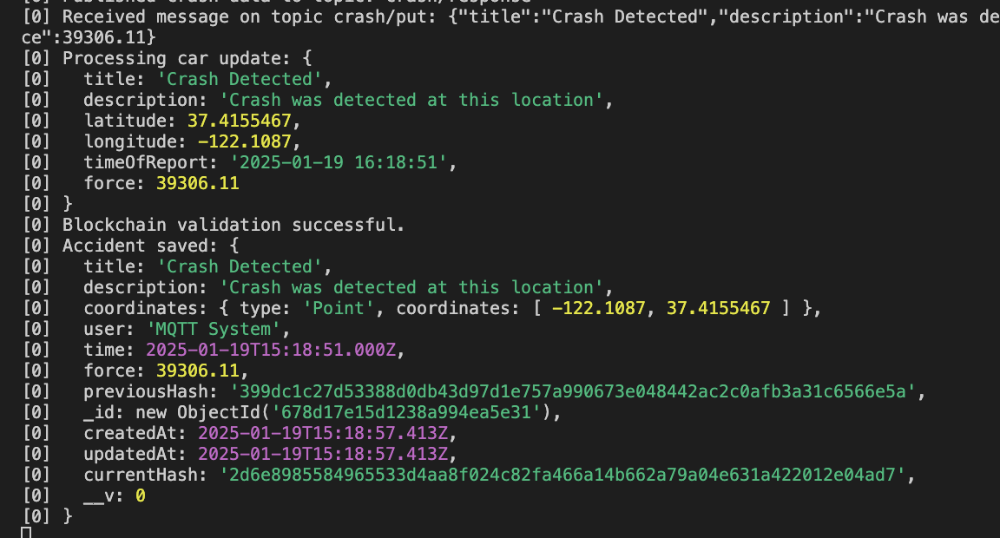 [0] Published crash data to topic: crash/response
[0] Received message on topic crash/put: {"title":"Crash Detected","description":"Crash was de
ce":39306.11}
[0] Processing car update: {
[0]   title: 'Crash Detected',
[0]   description: 'Crash was detected at this location',
[0]   latitude: 37.4155467,
[0]   longitude: -122.1087,
[0]   timeOfReport: '2025-01-19 16:18:51',
[0]   force: 39306.11
[0] }
[0] Blockchain validation successful.
[0] Accident saved: {
[0]   title: 'Crash Detected',
[0]   description: 'Crash was detected at this location',
[0]   coordinates: { type: 'Point', coordinates: [ -122.1087, 37.4155467 ] },
[0]   user: 'MQTT System',
[0]   time: 2025-01-19T15:18:51.000Z,
[0]   force: 39306.11,
[0]   previousHash: '399dc1c27d53388d0db43d97d1e757a990673e048442ac2c0afb3a31c6566e5a',
[0]   _id: new ObjectId('678d17e15d1238a994ea5e31'),
[0]   createdAt: 2025-01-19T15:18:57.413Z,
[0]   updatedAt: 2025-01-19T15:18:57.413Z,
[0]   currentHash: '2d6e8985584965533d4aa8f024c82fa466a14b662a79a04e631a422012e04ad7',
[0]   __v: 0
[0] }